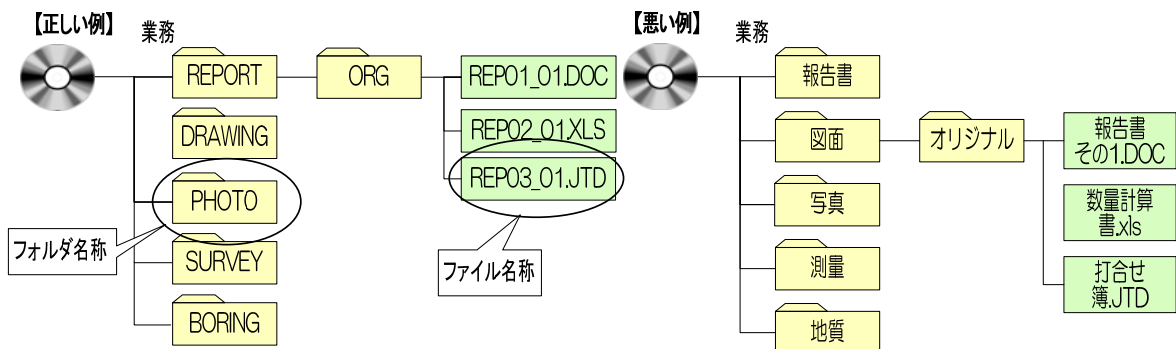 【正しい例】
業務
REPORT
ORG
REP01_01.DOC
REP02_01.XLS
REP03_01.JTD
DRAWING
PHOTO
SURVEY
BORING
フォルダ名称
ファイル名称
【悪い例】
業務
報告書
図面
オリジナル
報告書
その1.DOC
数量計算
書.xls
打合せ
簿.JTD
写真
測量
地質